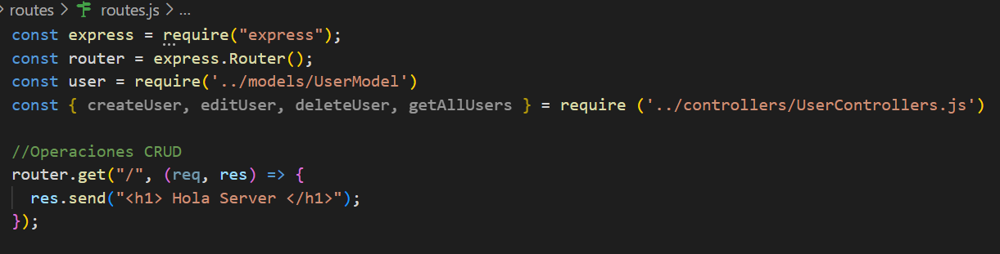 routes > routes.js > ...
const express = require("express");
const router = express.Router();
const user = require('../models/UserModel')
const { createUser, editUser, deleteUser, getAllUsers } = require ('../controllers/UserControllers.js')
//Operaciones CRUD
router.get("/", (req, res) => {
res.send("<h1> Hola Server </h1>");
});